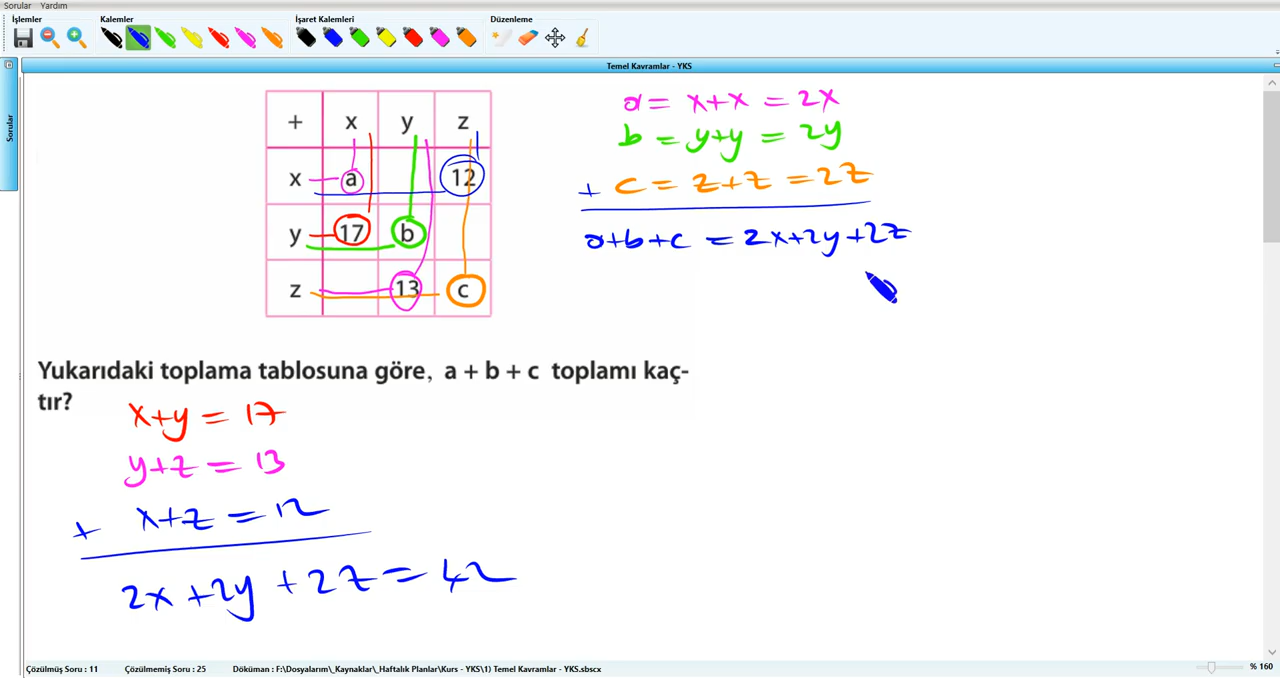 Sorular Yardım
İşlemler Kalemler İşaret Kalemleri Düzenleme
Temel Kavramlar - YKS
Sorular
+ x y z
x a 12
y 17 b
z 13 c
a = x+x = 2x
b = y+y = 2y
+ c = z+z = 2z
a+b+c = 2x+2y+2z
Yukarıdaki toplama tablosuna göre, a + b + c toplamı kaç-
tır?
x+y = 17
y+z = 13
+ x+z = 12
2x+2y+2z = 42
Çözülmüş Soru : 11 Çözülmemiş Soru : 25 Döküman : F:\Dosyalarım\_Kaynaklar\_Haftalık Planlar\Kurs - YKS\1) Temel Kavramlar - YKS.sbscx % 160